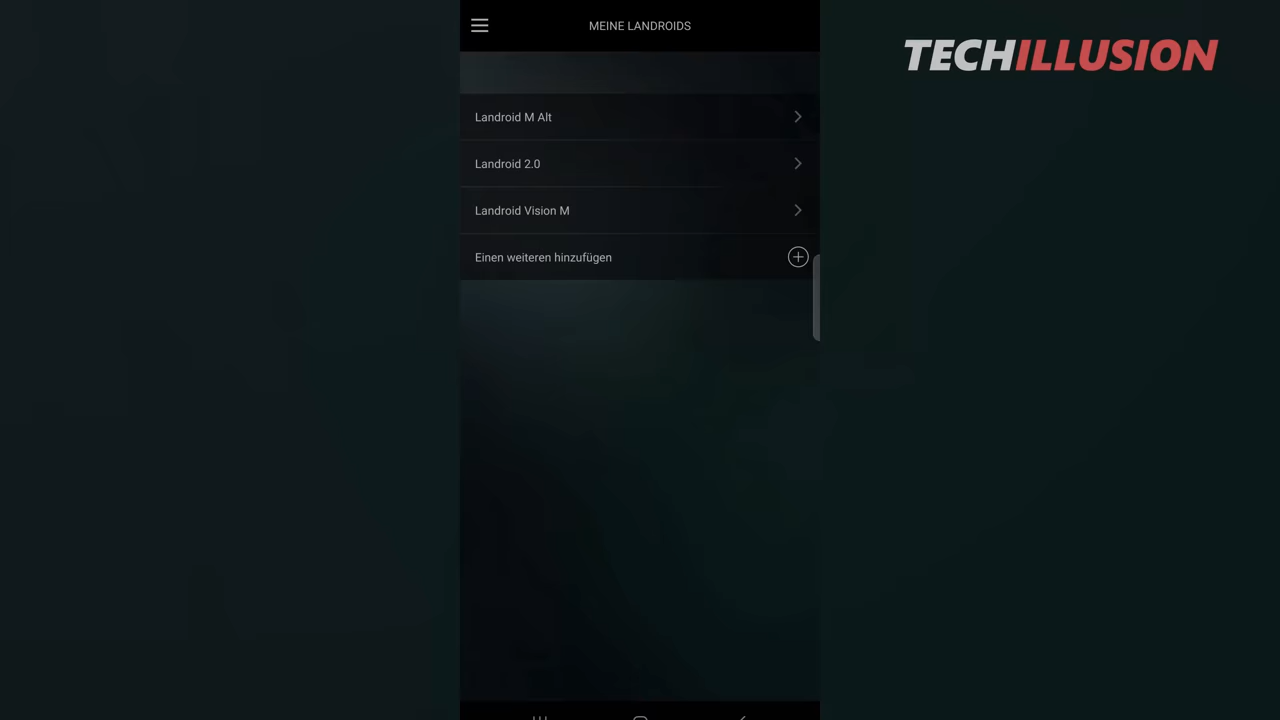 MEINE LANDROIDS
TECHILLUSION
Landroid M Alt
Landroid 2.0
Landroid Vision M
Einen weiteren hinzufügen